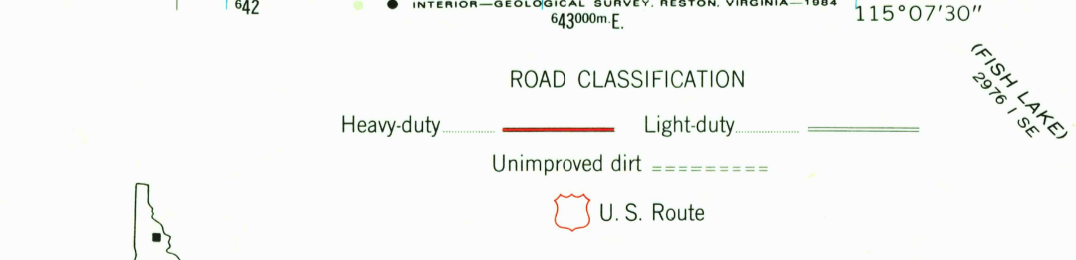 642
INTERIOR—GEOLOGICAL SURVEY, RESTON, VIRGINIA—1984
643000m.E.
115°07'30"
(FISH LAKE)
2976 I SE
ROAD CLASSIFICATION
Heavy-duty
Light-duty
Unimproved dirt
U. S. Route